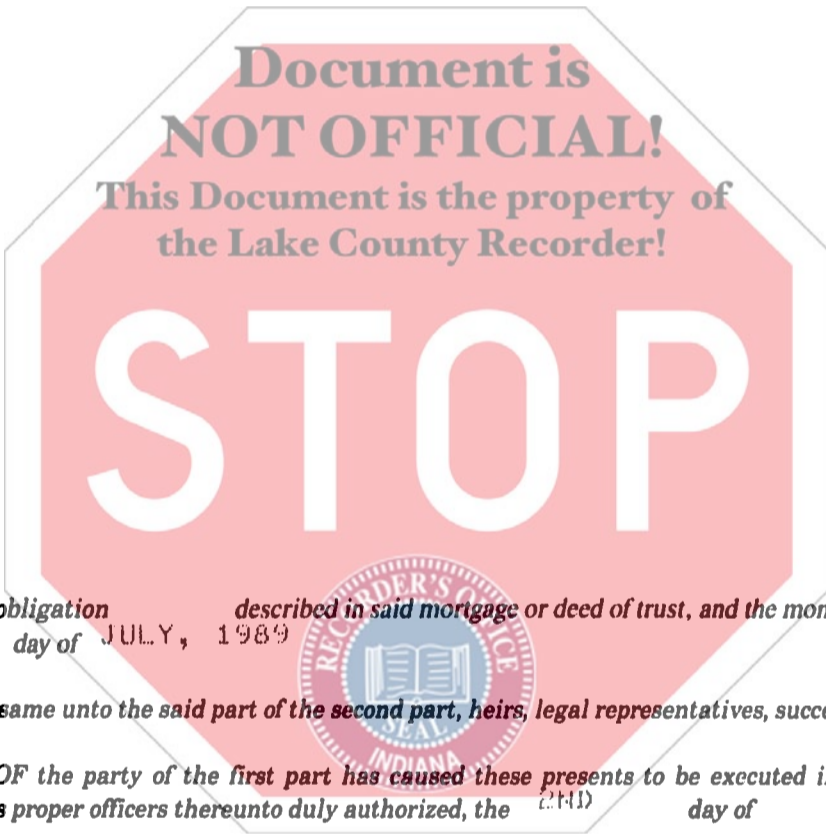 Document is
NOT OFFICIAL!
This Document is the property of
the Lake County Recorder!
STOP
obligation described in said mortgage or deed of trust, and the mon
day of JULY, 1989
RECORDER'S OFFICE
SEAL
INDIANA
same unto the said part of the second part, heirs, legal representatives, succe
OF the party of the first part has caused these presents to be executed i
s proper officers thereunto duly authorized, the 2ND day of